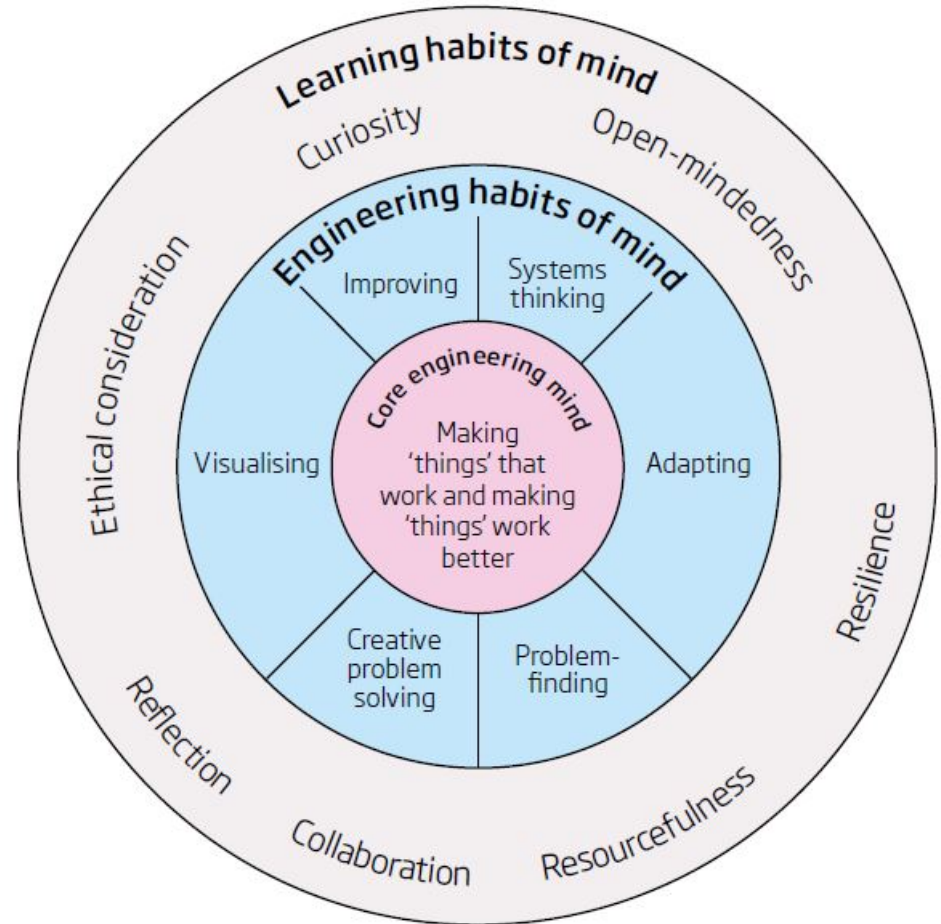 Learning habits of mind
Curiosity
Open-mindedness
Ethical consideration
Resilience
Reflection
Collaboration
Resourcefulness
Engineering habits of mind
Improving
Systems
thinking
Visualising
Adapting
Creative
problem
solving
Problem-
finding
Core engineering mind
Making
‘things’ that
work and making
‘things’ work
better